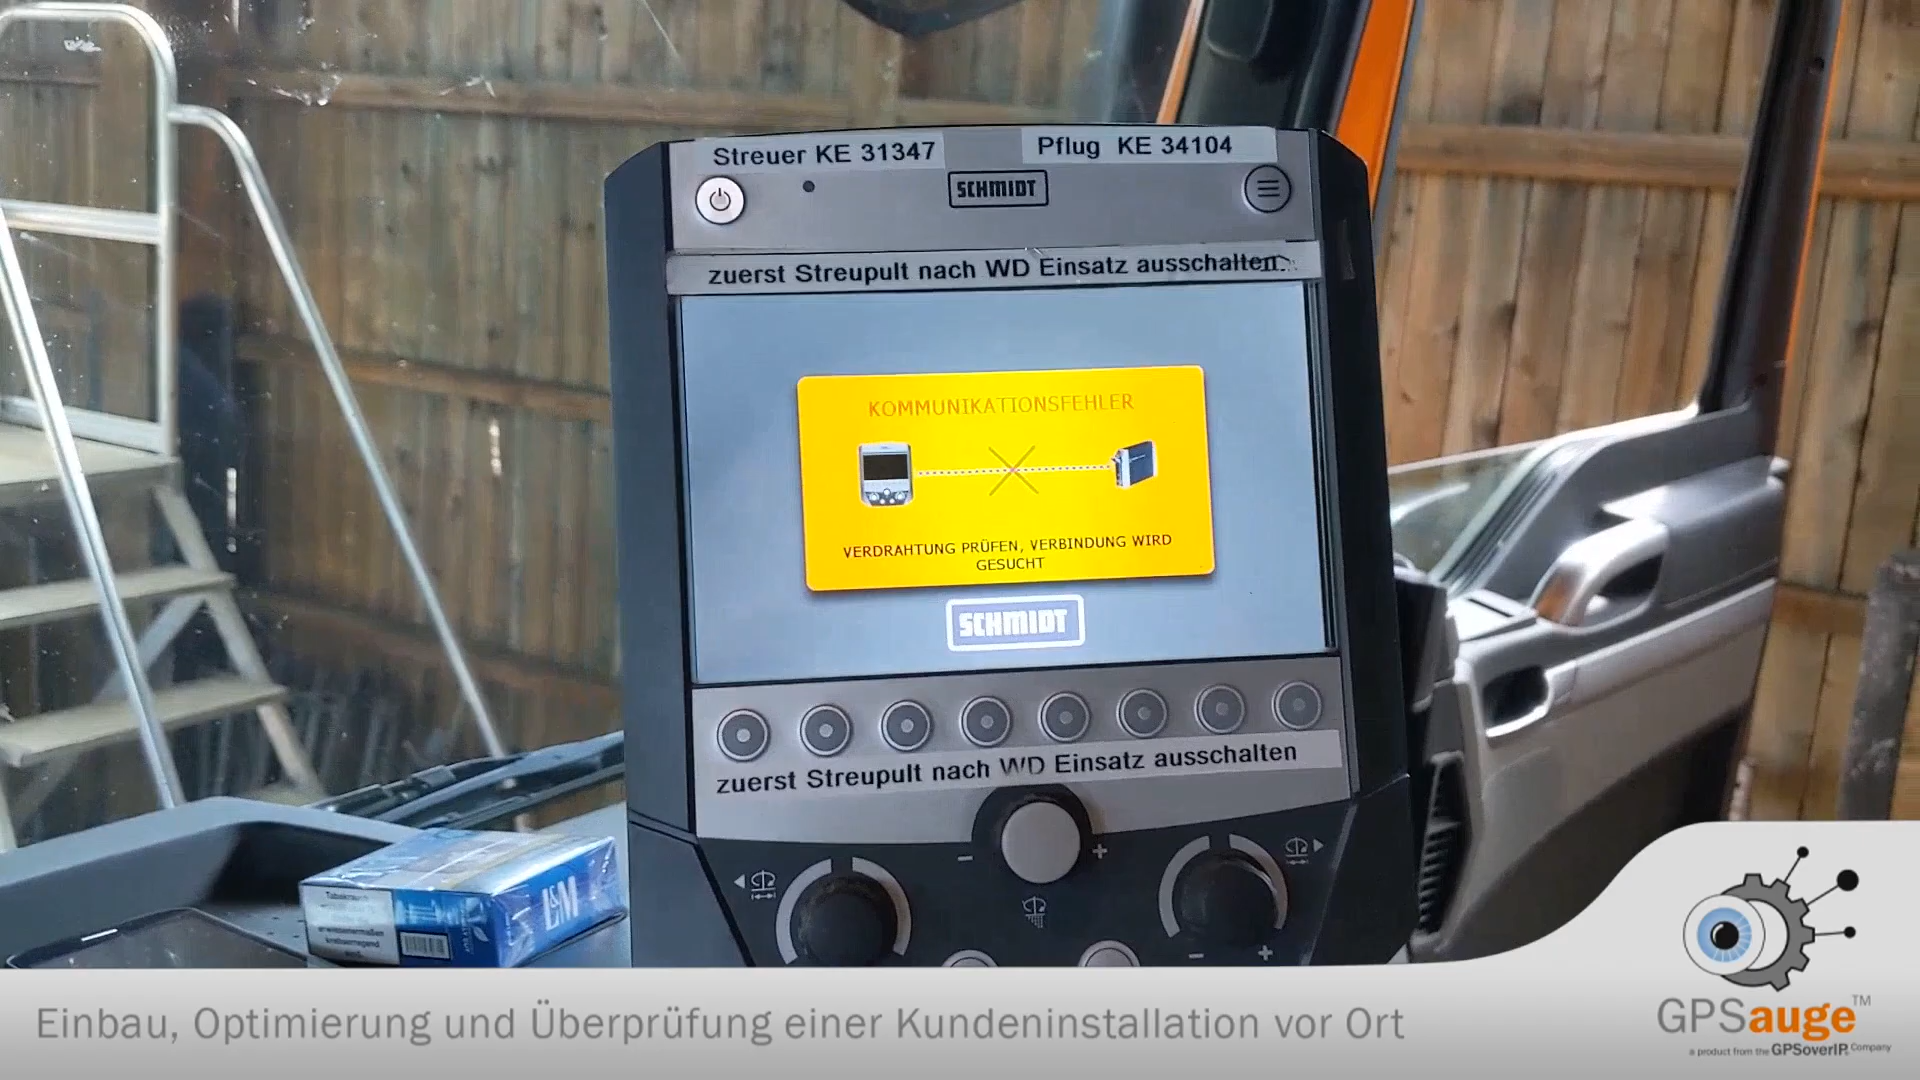 Streuer KE 31347
Pflug KE 34104
SCHMIDT
zuerst Streupult nach WD Einsatz ausschalten.
KOMMUNIKATIONSFEHLER
VERDRAHTUNG PRÜFEN, VERBINDUNG WIRD
GESUCHT
SCHMIDT
zuerst Streupult nach WD Einsatz ausschalten
L&M
Einbau, Optimierung und Überprüfung einer Kundeninstallation vor Ort
GPSauge™
a product from the GPSoverIP® Company